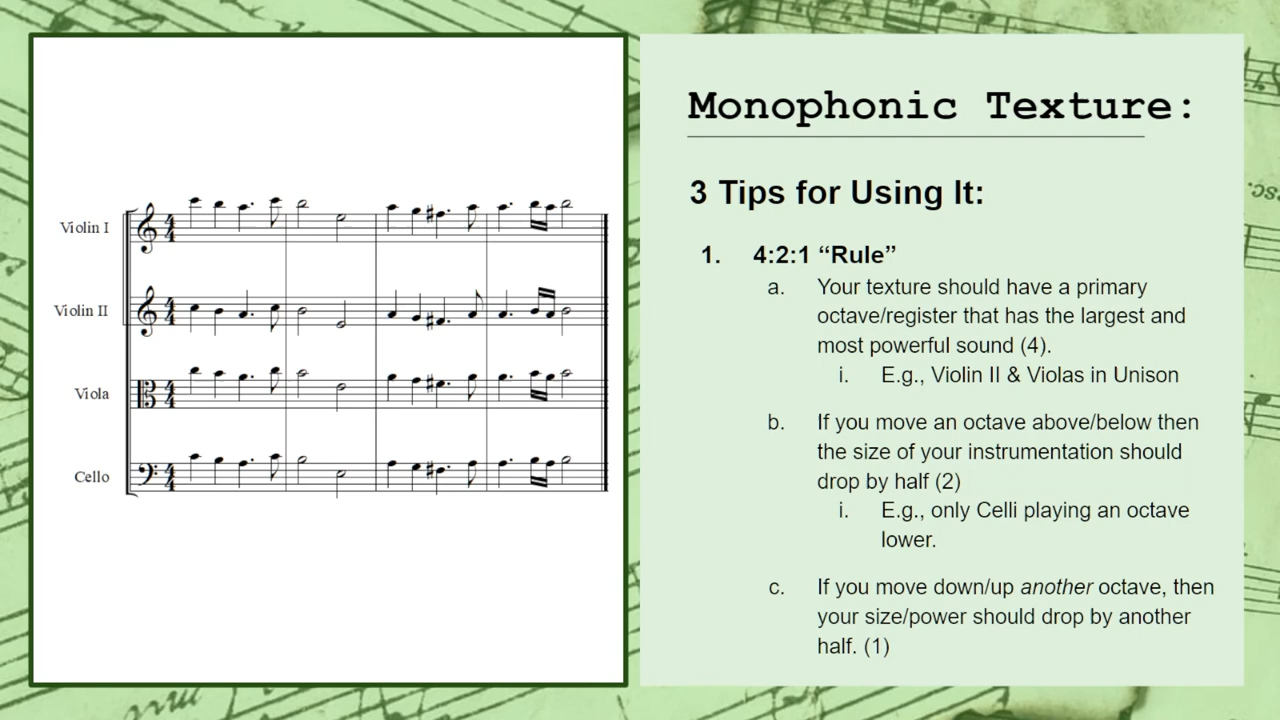 Violin I
Violin II
Viola
Cello
Monophonic Texture:
3 Tips for Using It:
1. 4:2:1 “Rule”
a. Your texture should have a primary
octave/register that has the largest and
most powerful sound (4).
i. E.g., Violin II & Violas in Unison
b. If you move an octave above/below then
the size of your instrumentation should
drop by half (2)
i. E.g., only Celli playing an octave
lower.
c. If you move down/up another octave, then
your size/power should drop by another
half. (1)